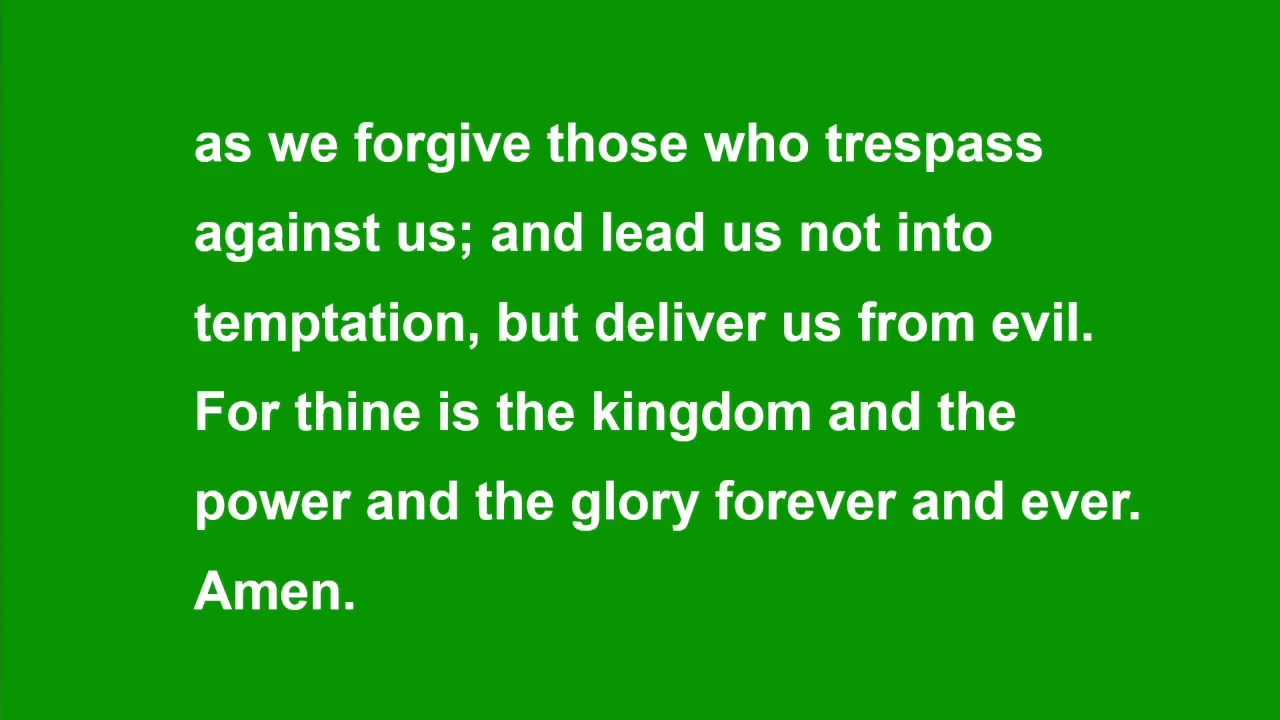 as we forgive those who trespass
against us; and lead us not into
temptation, but deliver us from evil.
For thine is the kingdom and the
power and the glory forever and ever.
Amen.